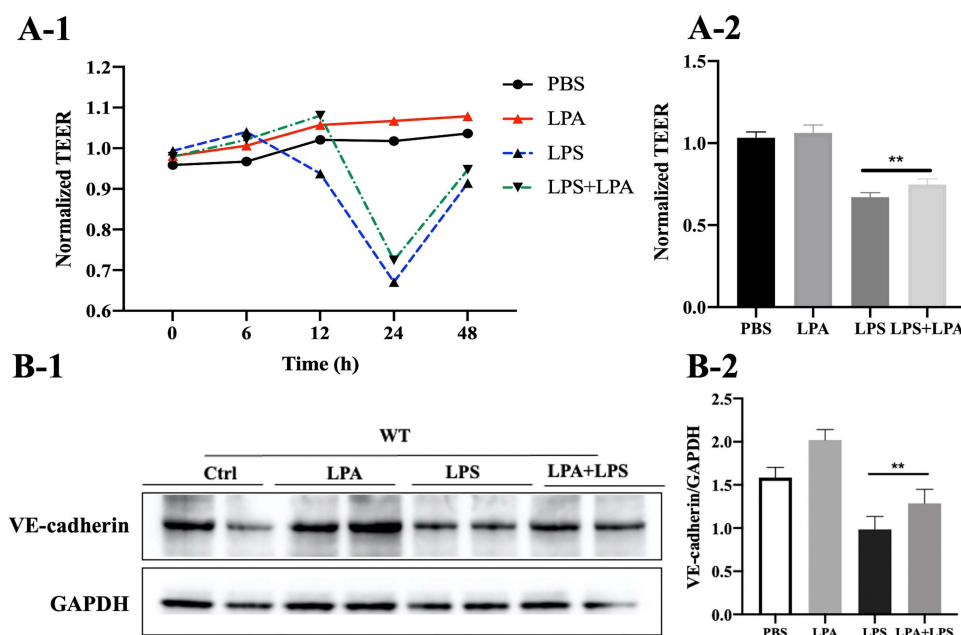 A-1
Normalized TEER
1.2
1.1
1.0
0.9
0.8
0.7
0.6
0 6 12 24 48
Time (h)
PBS
LPA
LPS
LPS+LPA
A-2
Normalized TEER
1.5
1.0
0.5
0.0
**
PBS LPA LPS LPS+LPA
B-1
WT
Ctrl LPA LPS LPA+LPS
VE-cadherin
GAPDH
B-2
VE-cadherin/GAPDH
2.5
2.0
1.5
1.0
0.5
0.0
**
PBS LPA LPS LPA+LPS